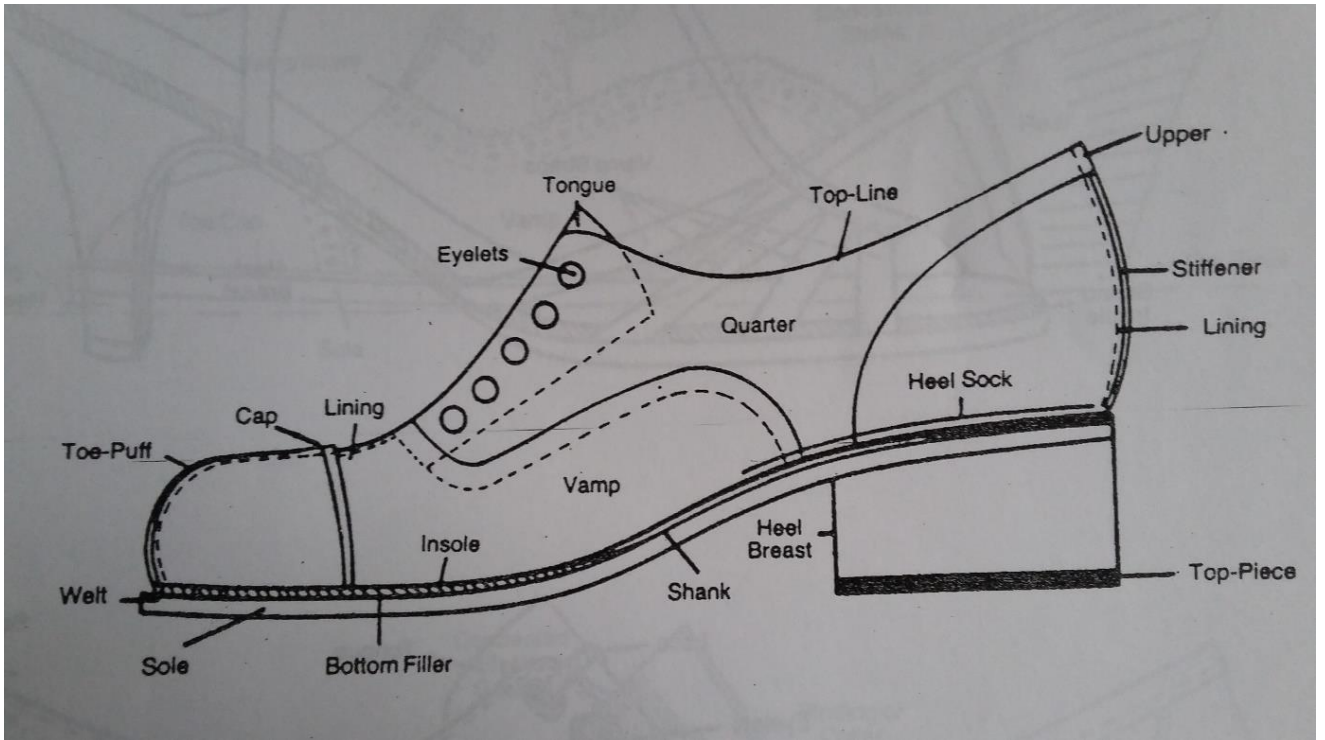 Upper
Tongue
Top-Line
Eyelets
Stiffener
Quarter
Lining
Heel Sock
Cap
Lining
Toe-Puff
Vamp
Insole
Heel
Breast
Shank
Top-Piece
Welt
Sole
Bottom Filler